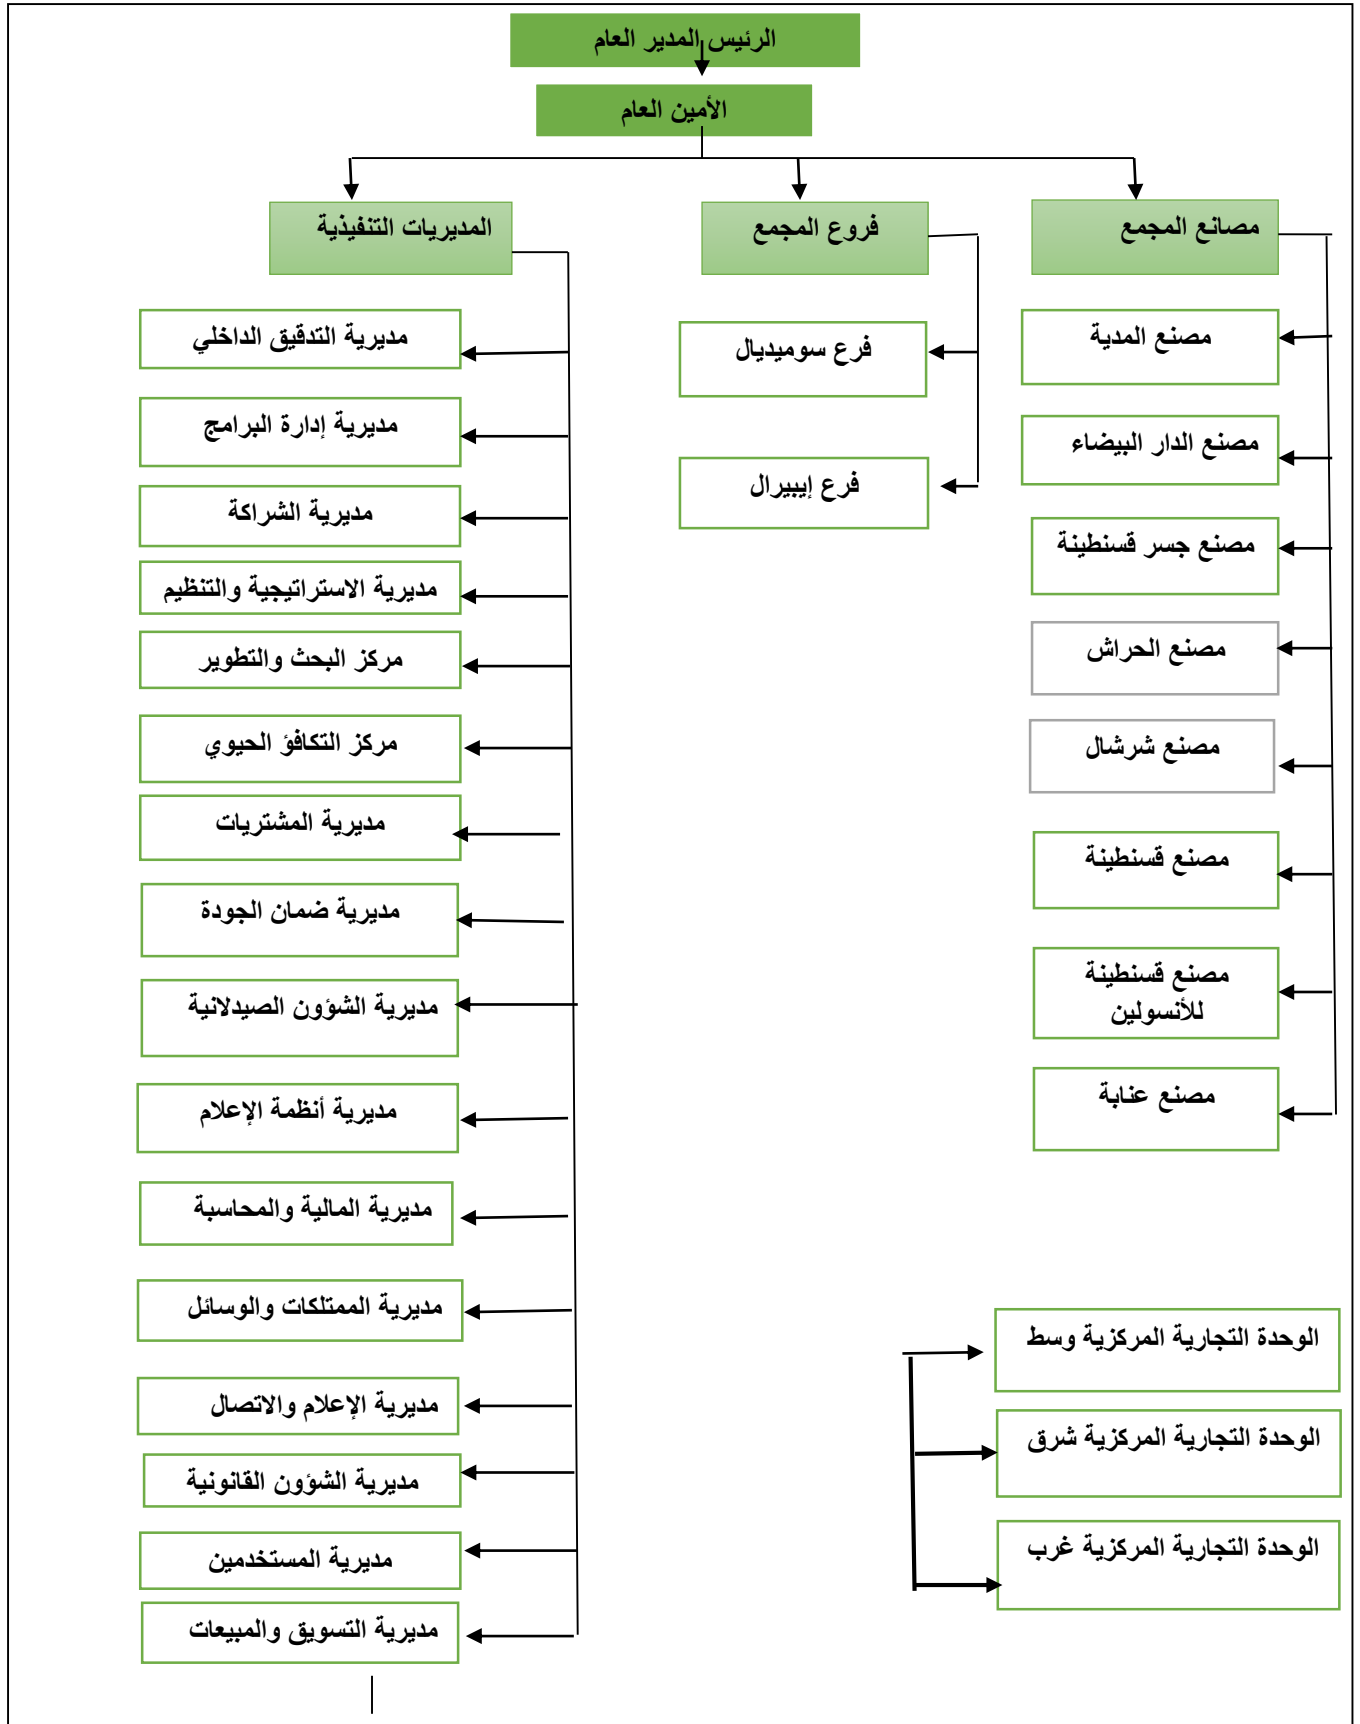 الرئيس المدير العام
الأمين العام
مصانع المجمع
فروع المجمع
المديريات التنفيذية
مصنع المدية
مصنع الدار البيضاء
مصنع جسر قسنطينة
مصنع الحراش
مصنع شرشال
مصنع قسنطينة
مصنع قسنطينة
للأنسولين
مصنع عنابة
فرع سوميديال
فرع إيبيرال
مديرية التدقيق الداخلي
مديرية إدارة البرامج
مديرية الشراكة
مديرية الاستراتيجية والتنظيم
مركز البحث والتطوير
مركز التكافؤ الحيوي
مديرية المشتريات
مديرية ضمان الجودة
مديرية الشؤون الصيدلانية
مديرية أنظمة الإعلام
مديرية المالية والمحاسبة
مديرية الممتلكات والوسائل
مديرية الإعلام والاتصال
مديرية الشؤون القانونية
مديرية المستخدمين
مديرية التسويق والمبيعات
الوحدة التجارية المركزية وسط
الوحدة التجارية المركزية شرق
الوحدة التجارية المركزية غرب